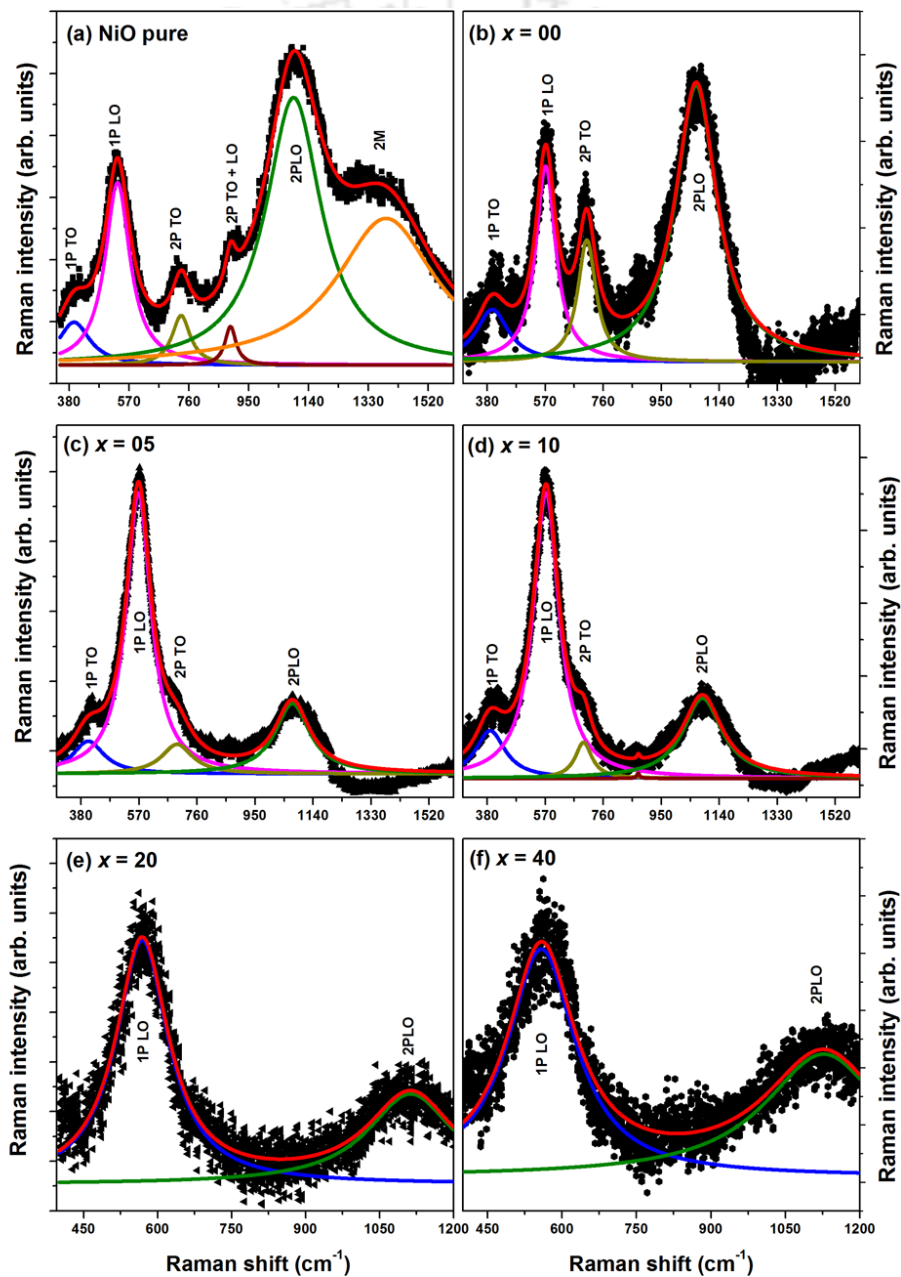 (a) NiO pure
Raman intensity (arb. units)
1P TO
1P LO
2P TO
2P TO + LO
2PLO
2M
380 570 760 950 1140 1330 1520
(b) x = 00
Raman intensity (arb. units)
1P TO
1P LO
2P TO
2PLO
380 570 760 950 1140 1330 1520
(c) x = 05
Raman intensity (arb. units)
1P TO
1P LO
2P TO
2PLO
380 570 760 950 1140 1330 1520
(d) x = 10
Raman intensity (arb. units)
1P TO
1P LO
2P TO
2PLO
380 570 760 950 1140 1330 1520
(e) x = 20
Raman intensity (arb. units)
1P LO
2PLO
450 600 750 900 1050 1200
Raman shift (cm⁻¹)
(f) x = 40
Raman intensity (arb. units)
1P LO
2PLO
450 600 750 900 1050 1200
Raman shift (cm⁻¹)